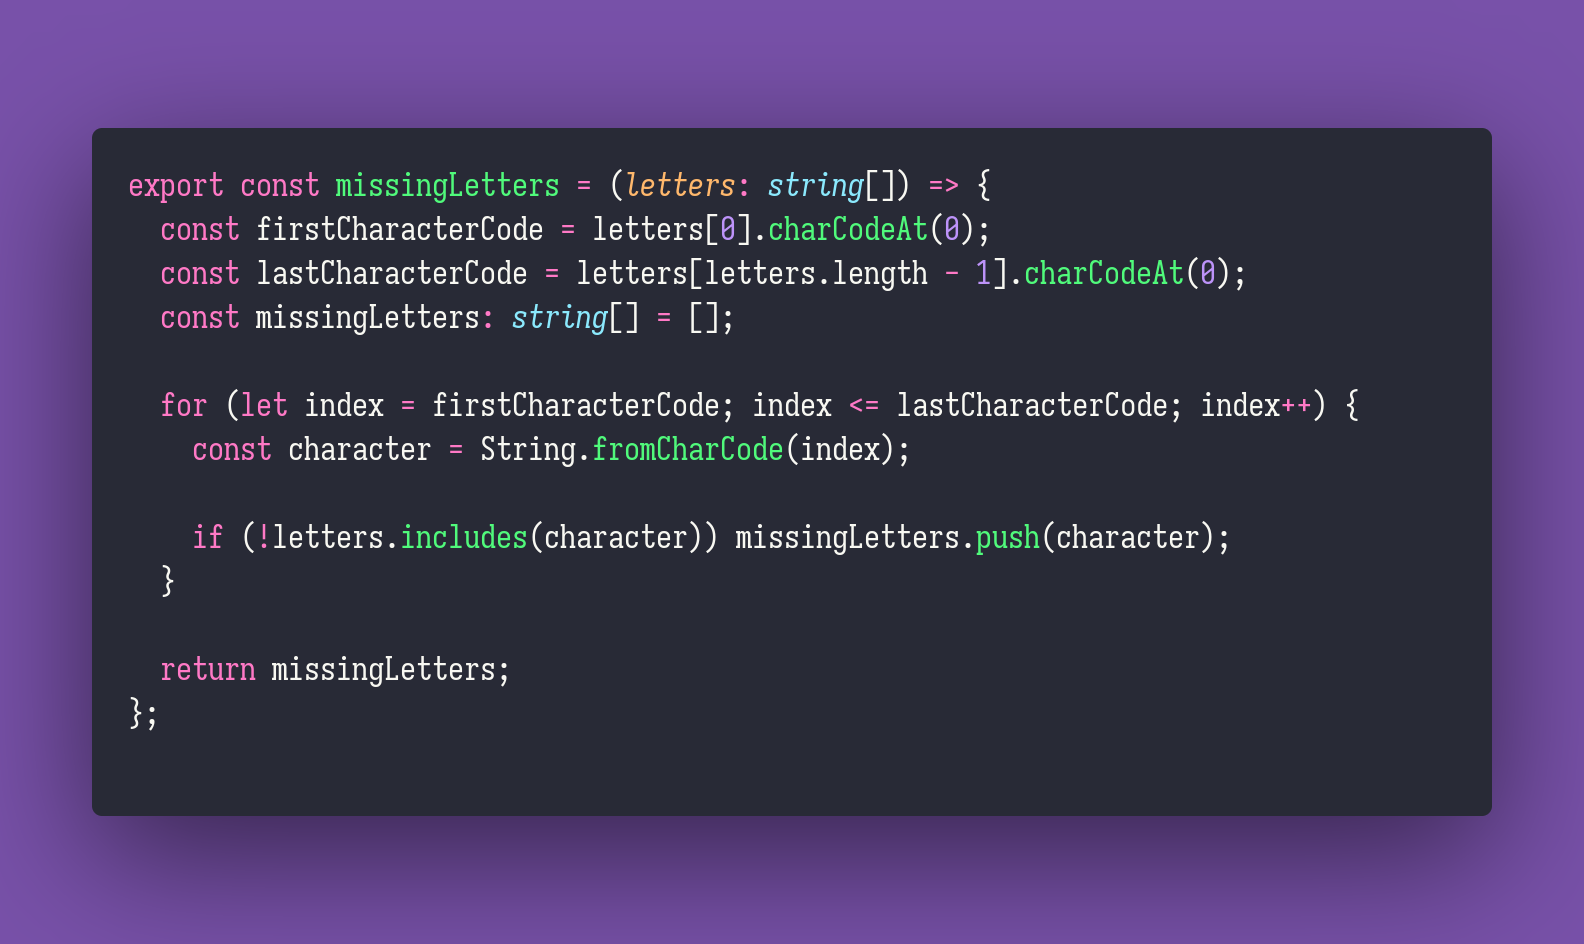 export const missingLetters = (letters: string[]) => {
  const firstCharacterCode = letters[0].charCodeAt(0);
  const lastCharacterCode = letters[letters.length - 1].charCodeAt(0);
  const missingLetters: string[] = [];

  for (let index = firstCharacterCode; index <= lastCharacterCode; index++) {
    const character = String.fromCharCode(index);

    if (!letters.includes(character)) missingLetters.push(character);
  }

  return missingLetters;
};